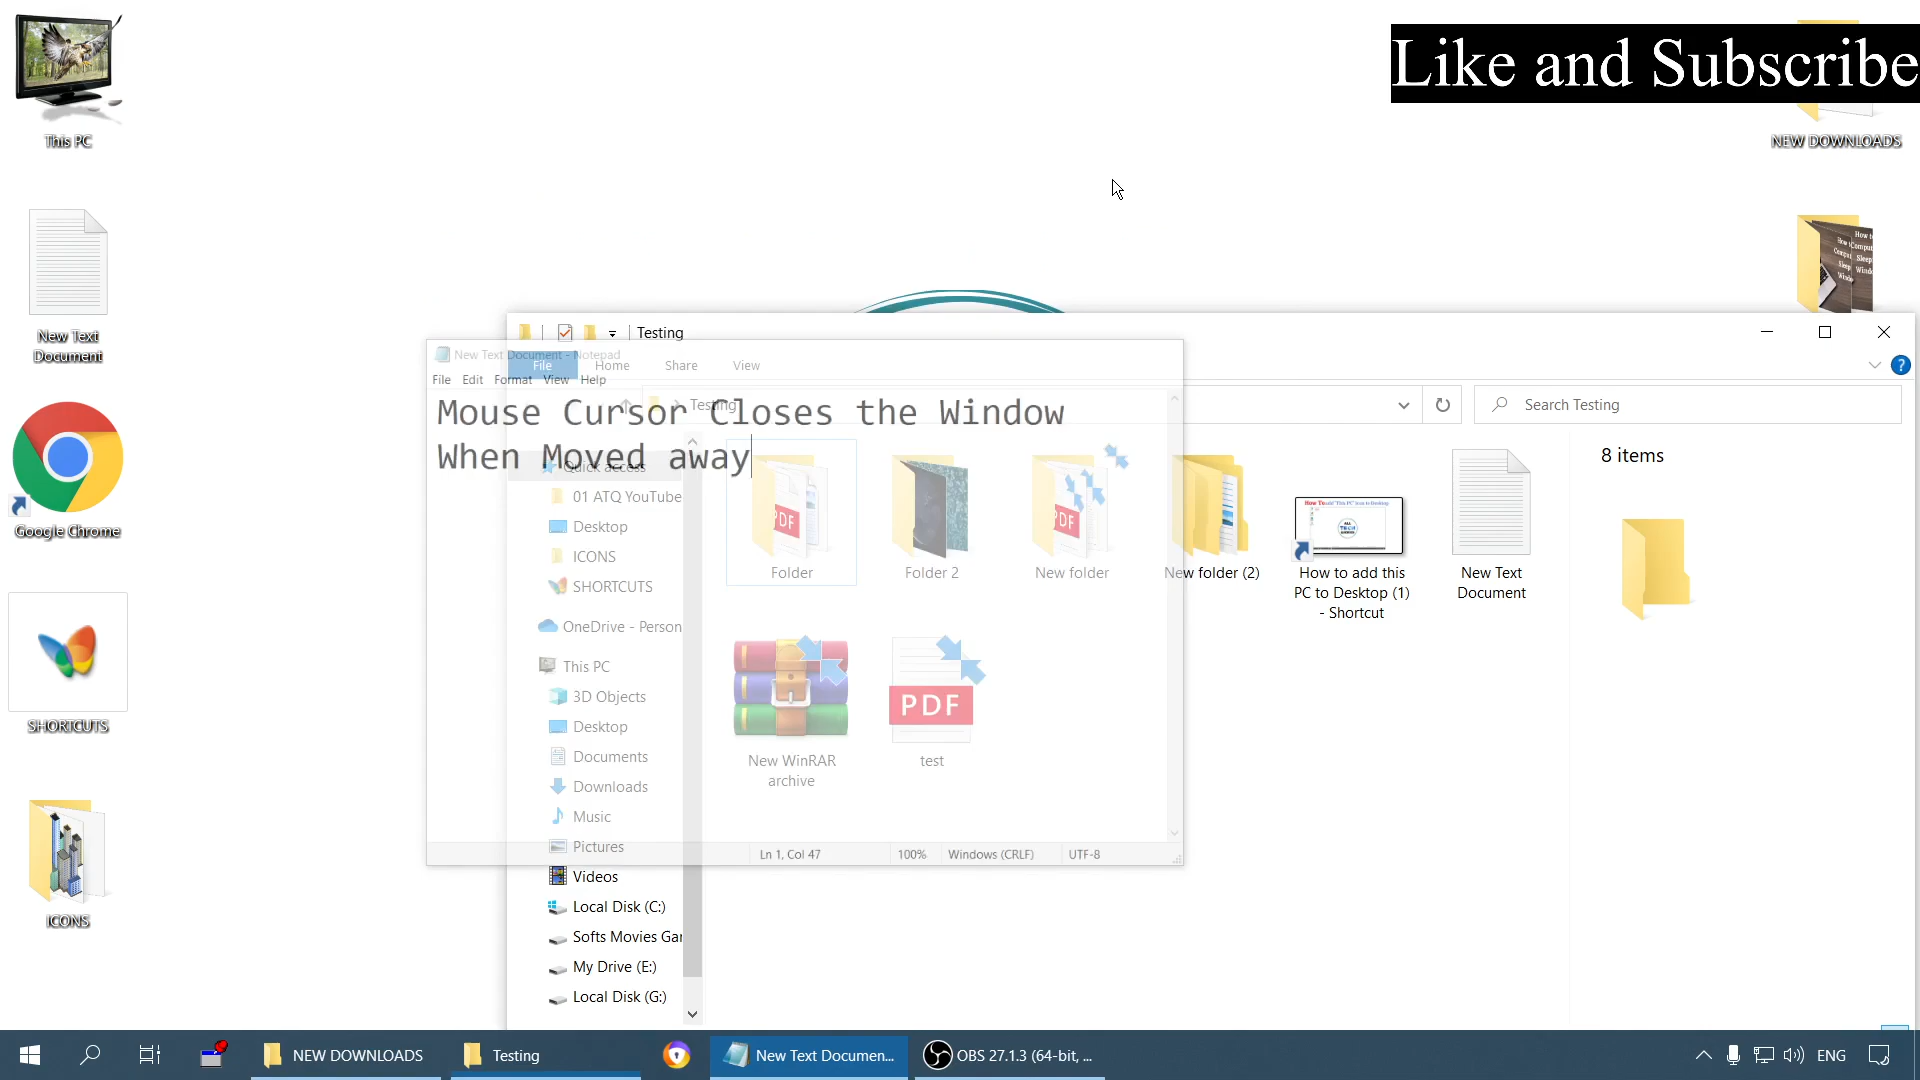 This PC
Like and Subscribe
NEW DOWNLOADS
New Text
Document
Google Chrome
SHORTCUTS
ICONS
Testing
New Text Document - Notepad
File Home Share View
File Edit Format View Help
Testing
Search Testing
Mouse Cursor Closes the Window
When Moved away
Quick access
01 ATQ YouTube
Desktop
ICONS
SHORTCUTS
OneDrive - Person
This PC
3D Objects
Desktop
Documents
Downloads
Music
Pictures
Videos
Local Disk (C:)
Softs Movies Gar
My Drive (E:)
Local Disk (G:)
PDF
Folder
Folder 2
PDF
New folder
New folder (2)
How to add this
PC to Desktop (1)
- Shortcut
New Text
Document
New WinRAR
archive
PDF
test
8 items
Ln 1, Col 47
100%
Windows (CRLF)
UTF-8
NEW DOWNLOADS
Testing
New Text Documen...
OBS 27.1.3 (64-bit, ...
ENG